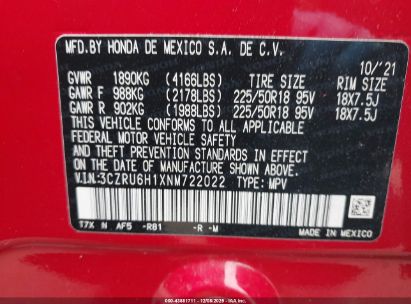 MFD.BY HONDA DE MEXICO S.A. DE C.V.
10/'21
GVWR 1890KG (4166LBS) TIRE SIZE RIM SIZE
GAWR F 988KG (2178LBS) 225/50R18 95V 18X7.5J
GAWR R 902KG (1988LBS) 225/50R18 95V 18X7.5J
THIS VEHICLE CONFORMS TO ALL APPLICABLE
FEDERAL MOTOR VEHICLE SAFETY, BUMPER,
AND THEFT PREVENTION STANDARDS IN
EFFECT ON THE DATE OF MANUFACTURE SHOWN ABOVE.
V.I.N:3CZRU6H1XNM722022 TYPE: MPV
T7X N AF5 -RB1 -R -M
MADE IN MEXICO